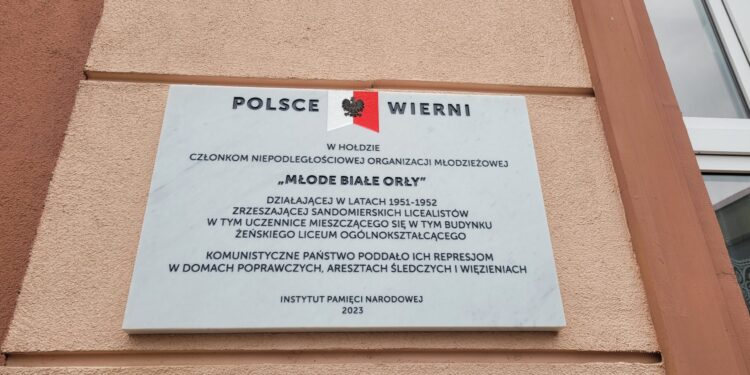 POLSCE WIERNI
W HOŁDZIE
CZŁONKOM NIEPODLEGŁOŚCIOWEJ ORGANIZACJI MŁODZIEŻOWEJ
„MŁODE BIAŁE ORŁY”
DZIAŁAJĄCEJ W LATACH 1951-1952
ZRZESZAJĄCEJ SANDOMIERSKICH LICEALISTÓW
W TYM UCZENNICE MIESZCZĄCEGO SIĘ W TYM BUDYNKU
ŻEŃSKIEGO LICEUM OGÓLNOKSZTAŁCĄCEGO
KOMUNISTYCZNE PAŃSTWO PODDAŁO ICH REPRESJOM
W DOMACH POPRAWCZYCH, ARESZTACH ŚLEDCZYCH I WIĘZIENIACH
INSTYTUT PAMIĘCI NARODOWEJ
2023